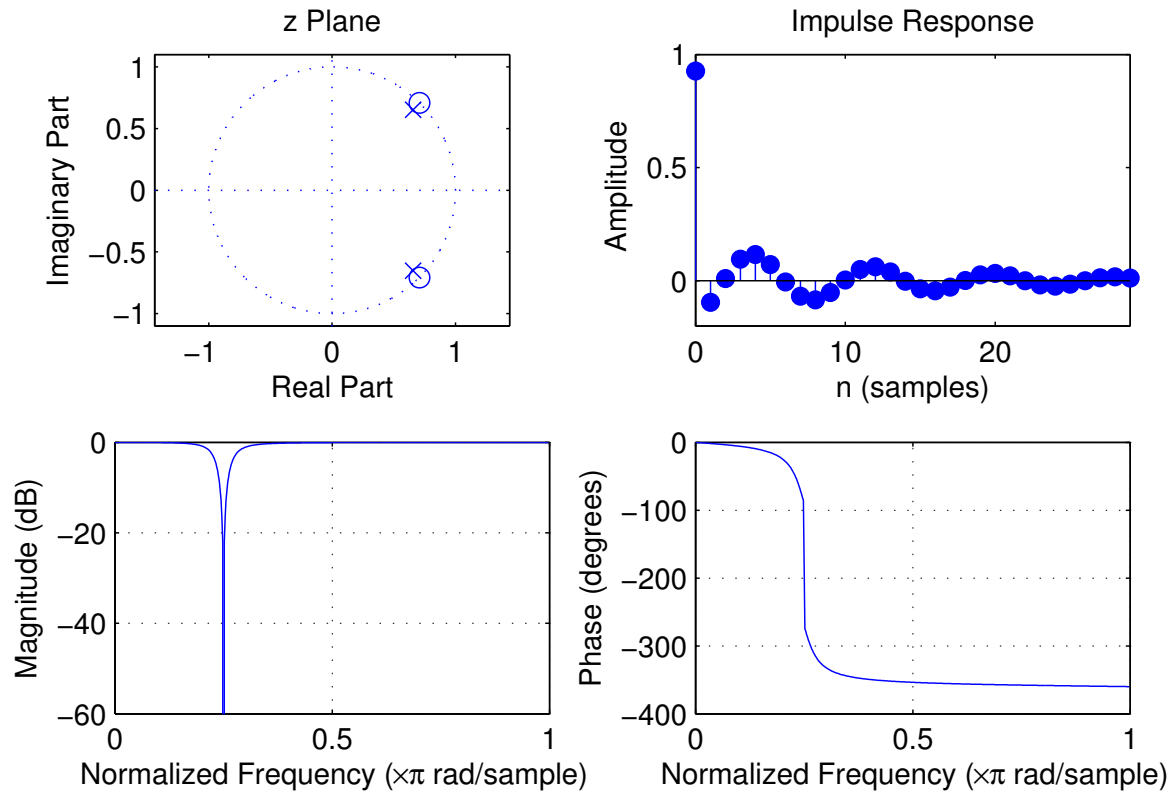 z Plane
Imaginary Part
1
0.5
0
−0.5
−1
−1
0
1
Real Part
Impulse Response
Amplitude
1
0.5
0
0
10
20
n (samples)
Magnitude (dB)
0
−20
−40
−60
0
0.5
1
Normalized Frequency (×π rad/sample)
Phase (degrees)
0
−100
−200
−300
−400
0
0.5
1
Normalized Frequency (×π rad/sample)